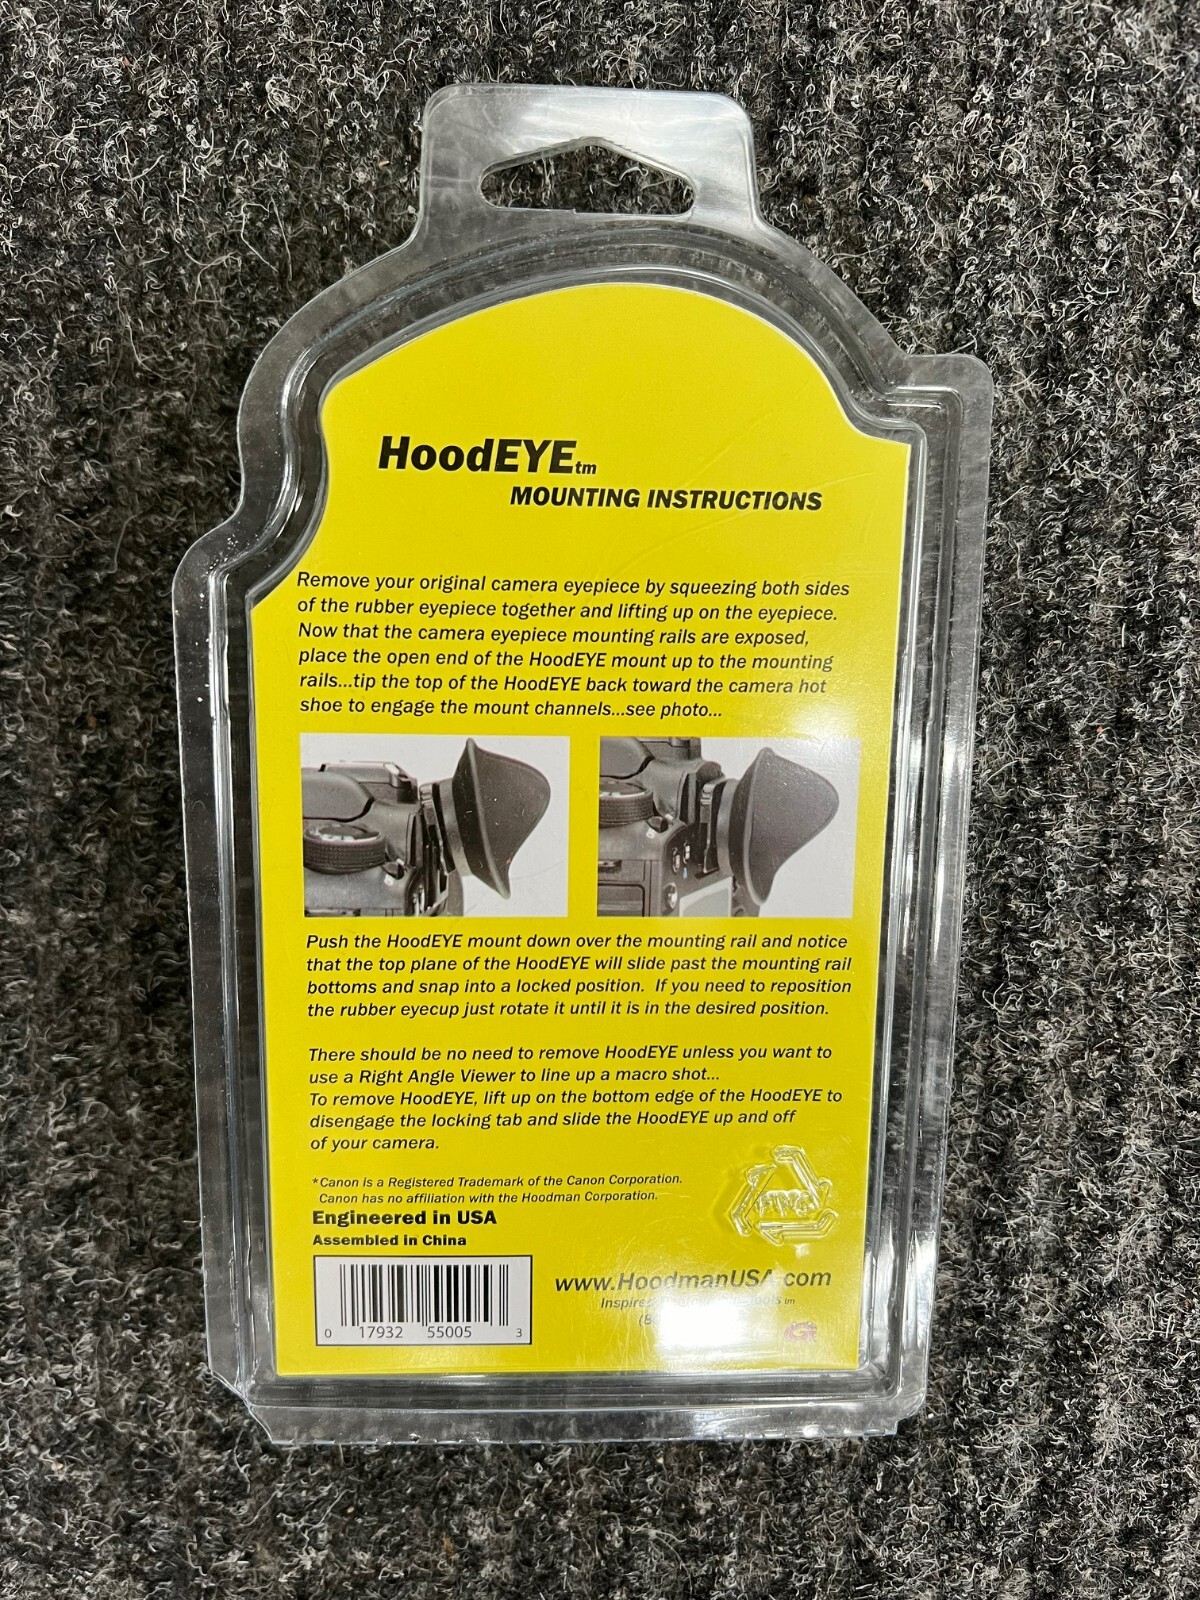 HoodEYEtm
MOUNTING INSTRUCTIONS
Remove your original camera eyepiece by squeezing both sides
of the rubber eyepiece together and lifting up on the eyepiece.
Now that the camera eyepiece mounting rails are exposed,
place the open end of the HoodEYE mount up to the mounting
rails...tip the top of the HoodEYE back toward the camera hot
shoe to engage the mount channels...see photo...
Push the HoodEYE mount down over the mounting rail and notice
that the top plane of the HoodEYE will slide past the mounting rail
bottoms and snap into a locked position. If you need to reposition
the rubber eyecup just rotate it until it is in the desired position.
There should be no need to remove HoodEYE unless you want to
use a Right Angle Viewer to line up a macro shot...
To remove HoodEYE, lift up on the bottom edge of the HoodEYE to
disengage the locking tab and slide the HoodEYE up and off
of your camera.
*Canon is a Registered Trademark of the Canon Corporation.
Canon has no affiliation with the Hoodman Corporation.
Engineered in USA
Assembled in China
0 17932 55005 3
www.HoodmanUSA.com